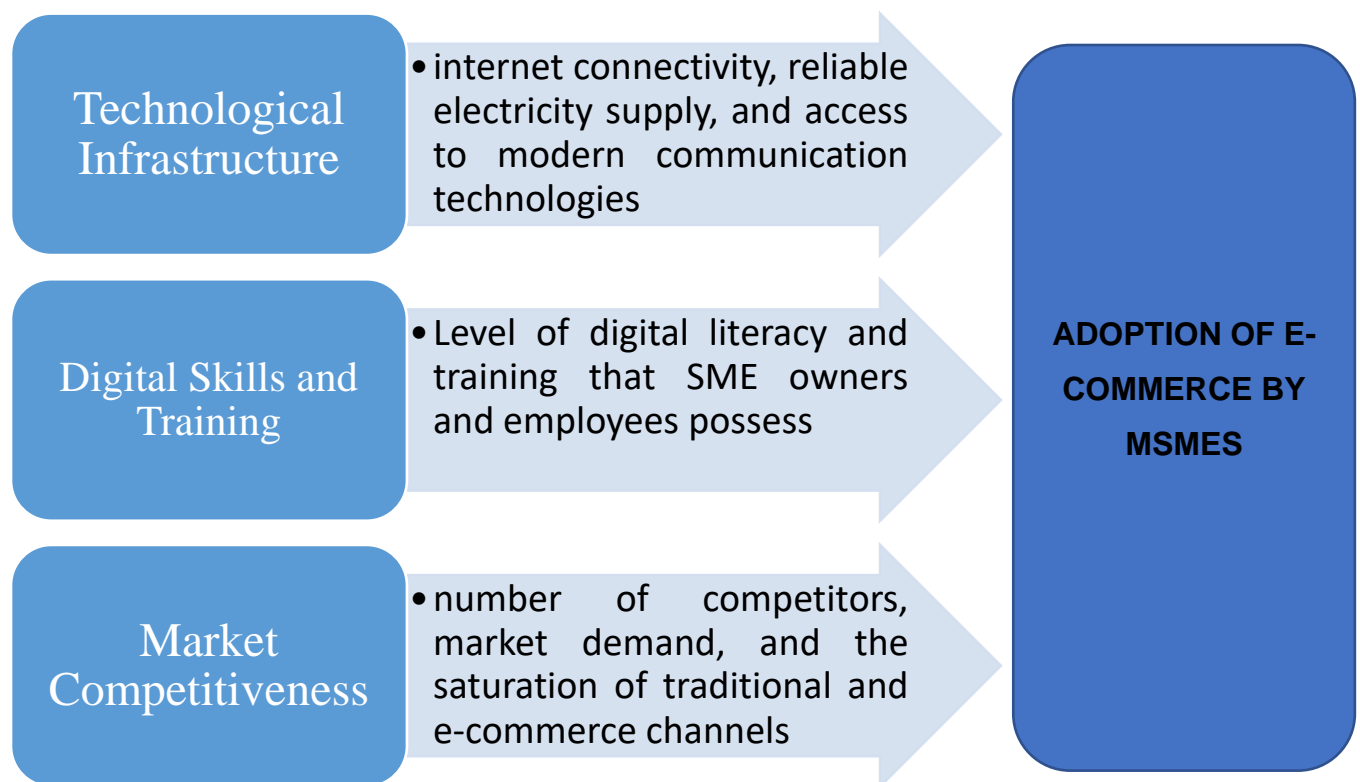 Technological
Infrastructure
•internet connectivity, reliable
electricity supply, and access
to modern communication
technologies
Digital Skills and
Training
•Level of digital literacy and
training that SME owners
and employees possess
Market
Competitiveness
•number of competitors,
market demand, and the
saturation of traditional and
e-commerce channels
ADOPTION OF E-
COMMERCE BY
MSMES